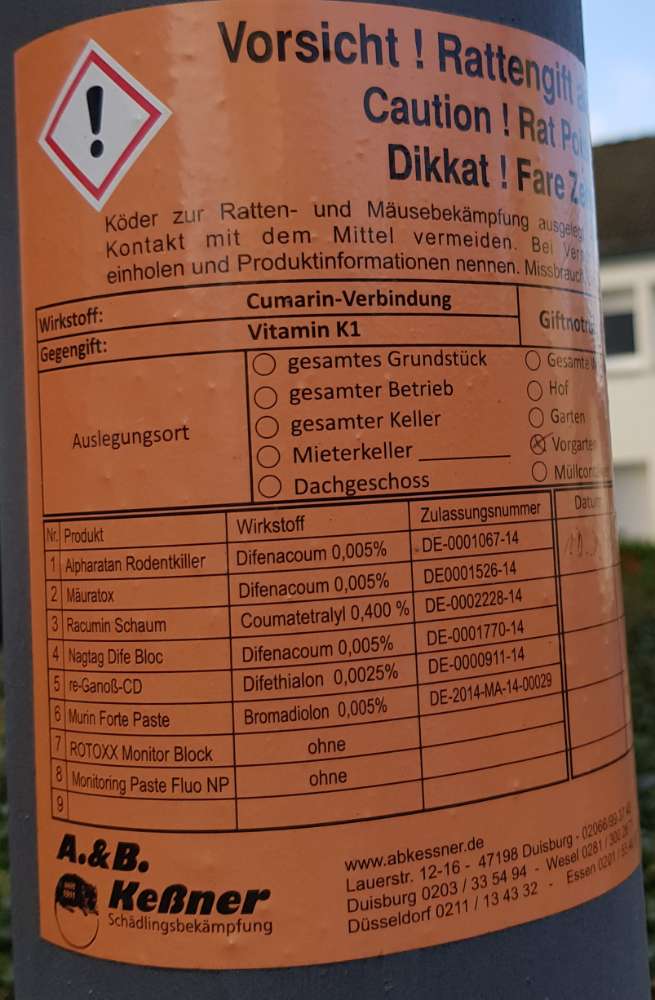 Vorsicht ! Rattengift
Caution ! Rat
Dikkat ! Fare
Köder zur Ratten- und Mäusebekämpfung
Kontakt mit dem Mittel vermeiden. Bei
einholen und Produktinformationen nennen. Missbrauch
Wirkstoff: Cumarin-Verbindung
Gegengift: Vitamin K1
Auslegungsort
gesamtes Grundstück
gesamter Betrieb
gesamter Keller
Mieterkeller
Dachgeschoss
Hof
Garten
Nr. Produkt Wirkstoff Zulassungsnummer
1 Alpharatan Rodentkiller Difenacoum 0,005% DE-0001067-14
2 Mäuratox Difenacoum 0,005% DE0001526-14
3 Racumin Schaum Coumatetralyl 0,400 % DE-0002228-14
4 Nagtag Dife Bloc Difenacoum 0,005% DE-0001770-14
5 re-Ganoß-CD Difethialon 0,0025% DE-0000911-14
6 Murin Forte Paste Bromadiolon 0,005% DE-2014-MA-14-00029
7 ROTOXX Monitor Block ohne
8 Monitoring Paste Fluo NP ohne
9
A.&B.
Keßner
Schädlingsbekämpfung
www.abkessner.de
Lauerstr. 12-16 - 47198 Duisburg -
Duisburg 0203 / 33 54 94 - Wesel 0281 /
Düsseldorf 0211 / 13 43 32 - Essen 0201 /